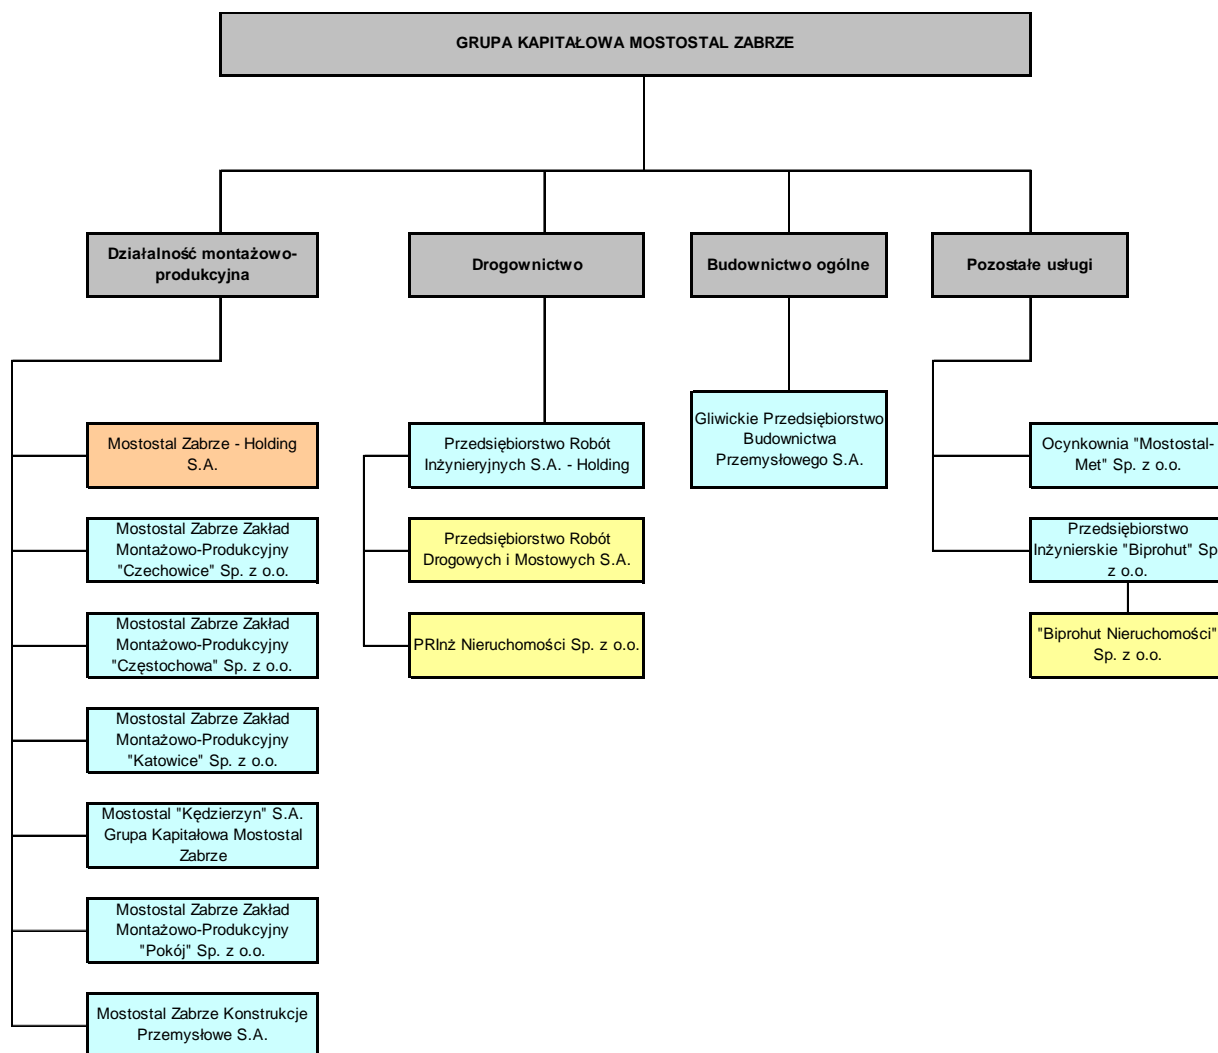 GRUPA KAPITAŁOWA MOSTOSTAL ZABRZE
Działalność montażowo-
produkcyjna
Drogownictwo
Budownictwo ogólne
Pozostałe usługi
Mostostal Zabrze - Holding
S.A.
Mostostal Zabrze Zakład
Montażowo-Produkcyjny
"Czechowice" Sp. z o.o.
Mostostal Zabrze Zakład
Montażowo-Produkcyjny
"Częstochowa" Sp. z o.o.
Mostostal Zabrze Zakład
Montażowo-Produkcyjny
"Katowice" Sp. z o.o.
Mostostal "Kędzierzyn" S.A.
Grupa Kapitałowa Mostostal
Zabrze
Mostostal Zabrze Zakład
Montażowo-Produkcyjny
"Pokój" Sp. z o.o.
Mostostal Zabrze Konstrukcje
Przemysłowe S.A.
Przedsiębiorstwo Robót
Inżynieryjnych S.A. - Holding
Przedsiębiorstwo Robót
Drogowych i Mostowych S.A.
PRInż Nieruchomości Sp. z o.o.
Gliwickie Przedsiębiorstwo
Budownictwa
Przemysłowego S.A.
Ocynkownia "Mostostal-
Met" Sp. z o.o.
Przedsiębiorstwo
Inżynierskie "Biprohut" Sp
z o.o.
"Biprohut Nieruchomości"
Sp. z o.o.